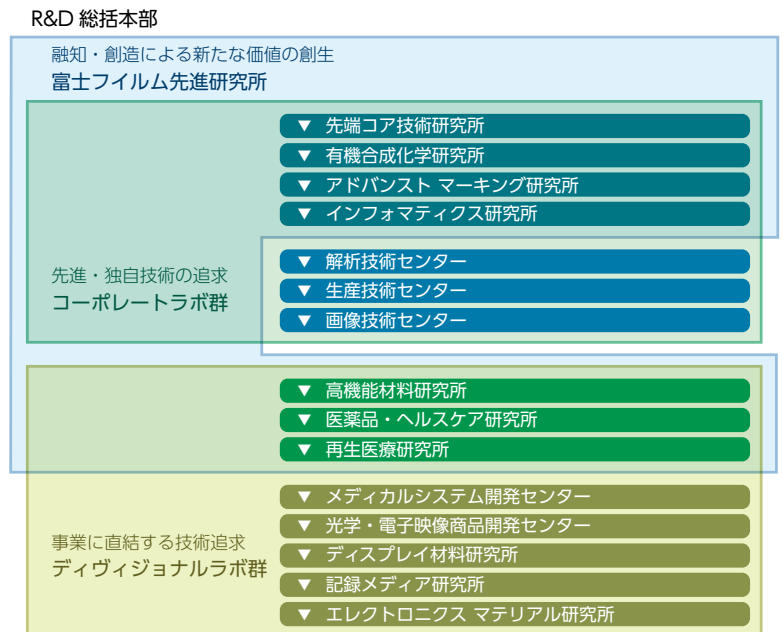 R&D 総括本部
融知・創造による新たな価値の創生
富士フイルム先進研究所
▼ 先端コア技術研究所
▼ 有機合成化学研究所
▼ アドバンスト マーキング研究所
▼ インフォマティクス研究所
先進・独自技術の追求
コーポレートラボ群
▼ 解析技術センター
▼ 生産技術センター
▼ 画像技術センター
▼ 高機能材料研究所
▼ 医薬品・ヘルスケア研究所
▼ 再生医療研究所
事業に直結する技術追求
ディヴィジョナルラボ群
▼ メディカルシステム開発センター
▼ 光学・電子映像商品開発センター
▼ ディスプレイ材料研究所
▼ 記録メディア研究所
▼ エレクトロニクス マテリアル研究所